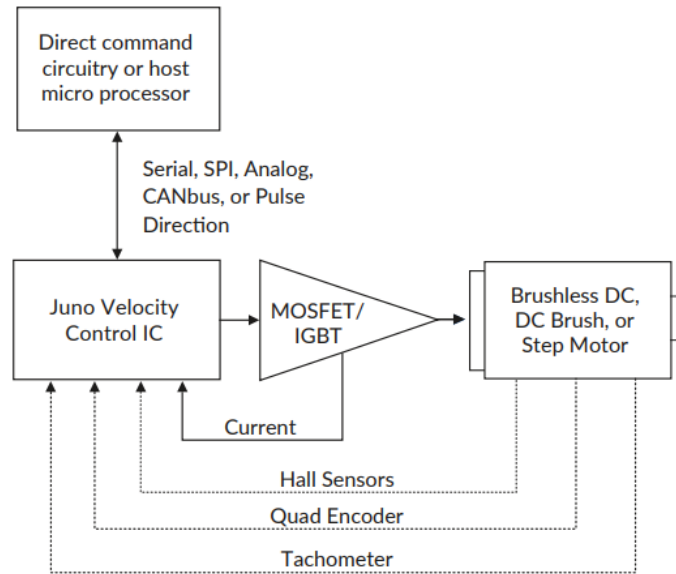 Direct command
circuitry or host
micro processor
Serial, SPI, Analog,
CANbus, or Pulse
Direction
Juno Velocity
Control IC
MOSFET/
IGBT
Brushless DC,
DC Brush, or
Step Motor
Current
Hall Sensors
Quad Encoder
Tachometer